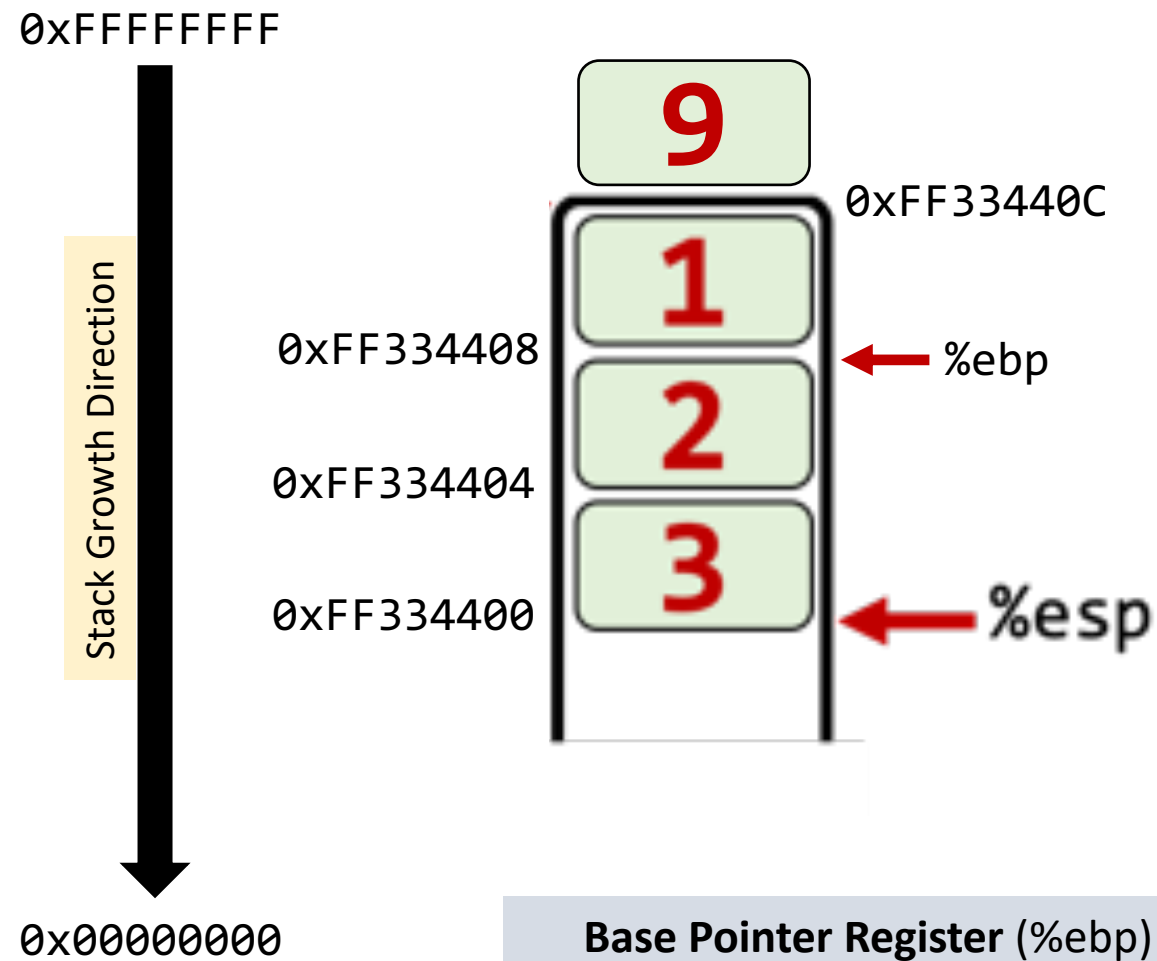 0xFFFFFFFF
9
0xFF33440C
1
0xFF334408
%ebp
Stack Growth Direction
2
0xFF334404
3
0xFF334400
%esp
0x00000000
Base Pointer Register (%ebp)